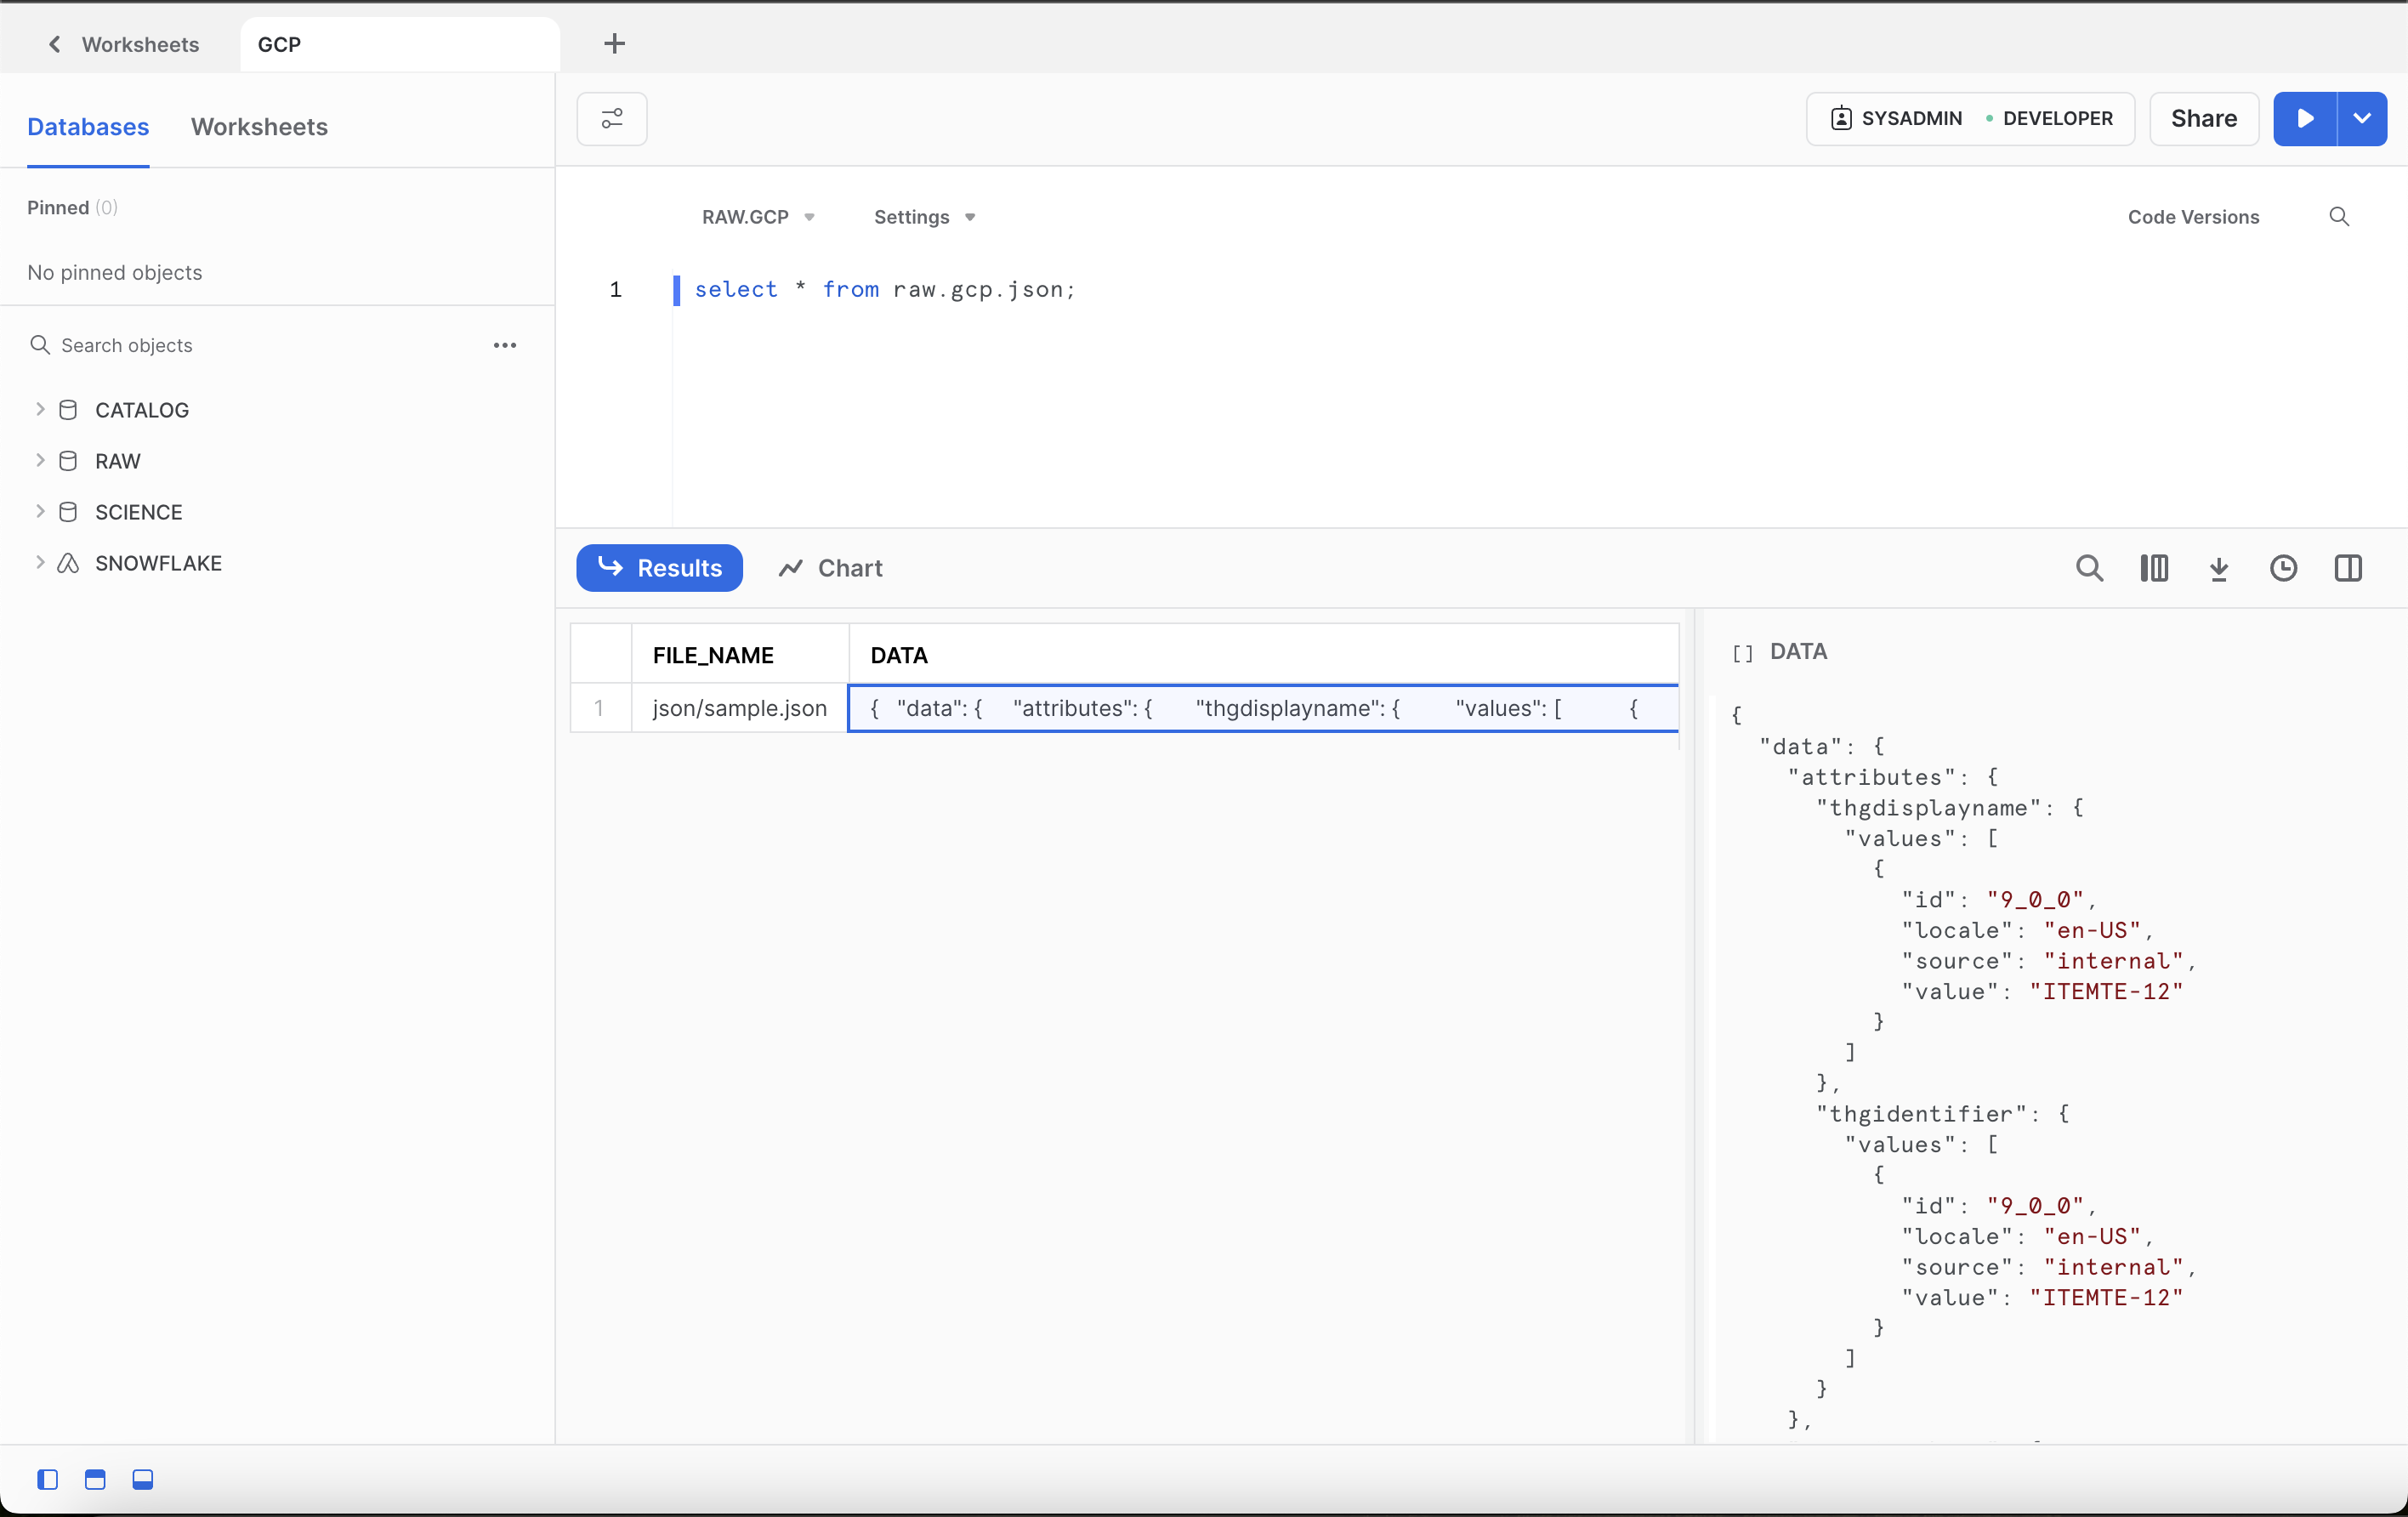 Worksheets
GCP
Databases
Worksheets
Pinned (0)
No pinned objects
Search objects
CATALOG
RAW
SCIENCE
SNOWFLAKE
SYSADMIN
DEVELOPER
Share
RAW.GCP
Settings
Code Versions
1
select * from raw.gcp.json;
Results
Chart
FILE_NAME
DATA
1
json/sample.json
{ "data": { "attributes": { "thgdisplayname": { "values": [ {
[] DATA
{
"data": {
"attributes": {
"thgdisplayname": {
"values": [
{
"id": "9_0_0",
"locale": "en-US",
"source": "internal",
"value": "ITEMTE-12"
}
]
},
"thgidentifier": {
"values": [
{
"id": "9_0_0",
"locale": "en-US",
"source": "internal",
"value": "ITEMTE-12"
}
]
}
},